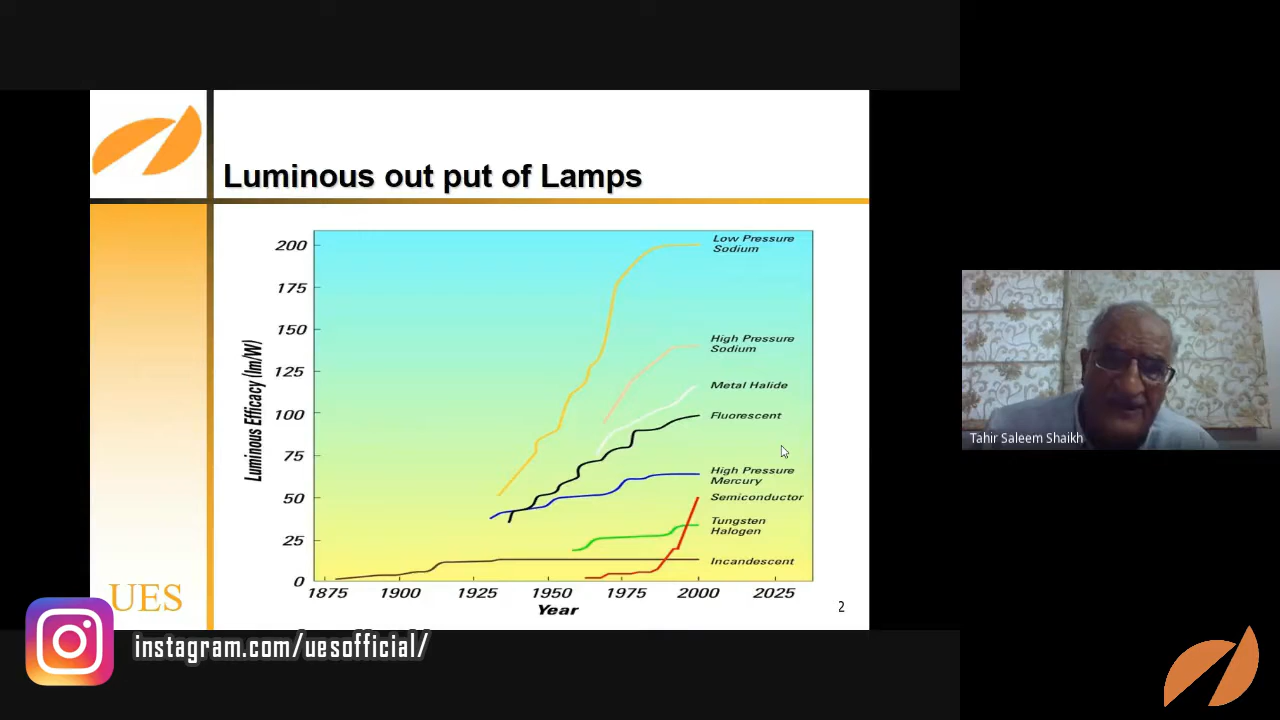 Luminous out put of Lamps
Luminous Efficacy (lm/W)
200
175
150
125
100
75
50
25
0
1875 1900 1925 1950 1975 2000 2025
Year
Low Pressure
Sodium
High Pressure
Sodium
Metal Halide
Fluorescent
High Pressure
Mercury
Semiconductor
Tungsten
Halogen
Incandescent
2
UES
instagram.com/uesofficial/
Tahir Saleem Shaikh